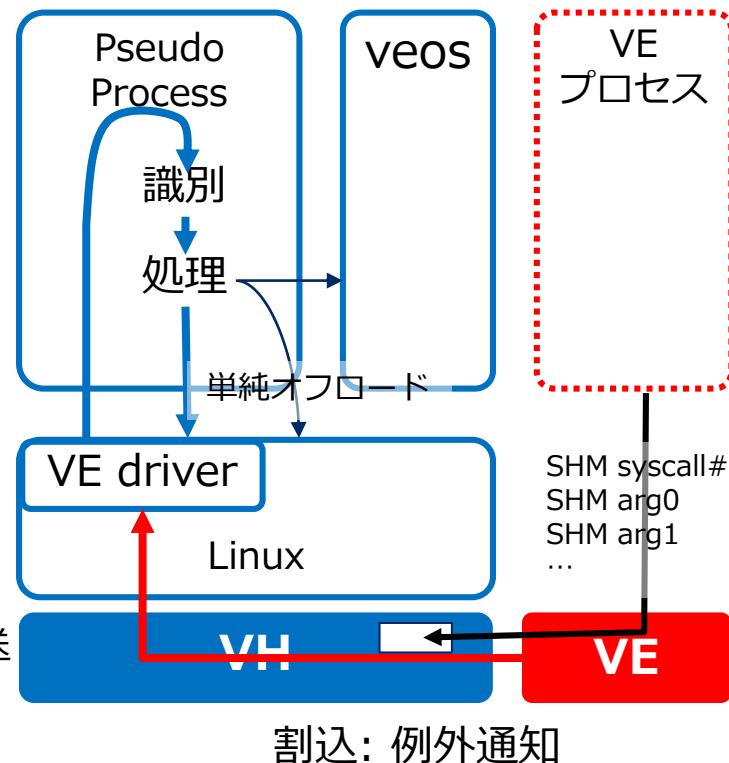 Pseudo
Process
veos
VE
プロセス
識別
処理
単純オフロード
VE driver
Linux
SHM syscall#
SHM arg0
SHM arg1
…
送
VH
VE
割込: 例外通知